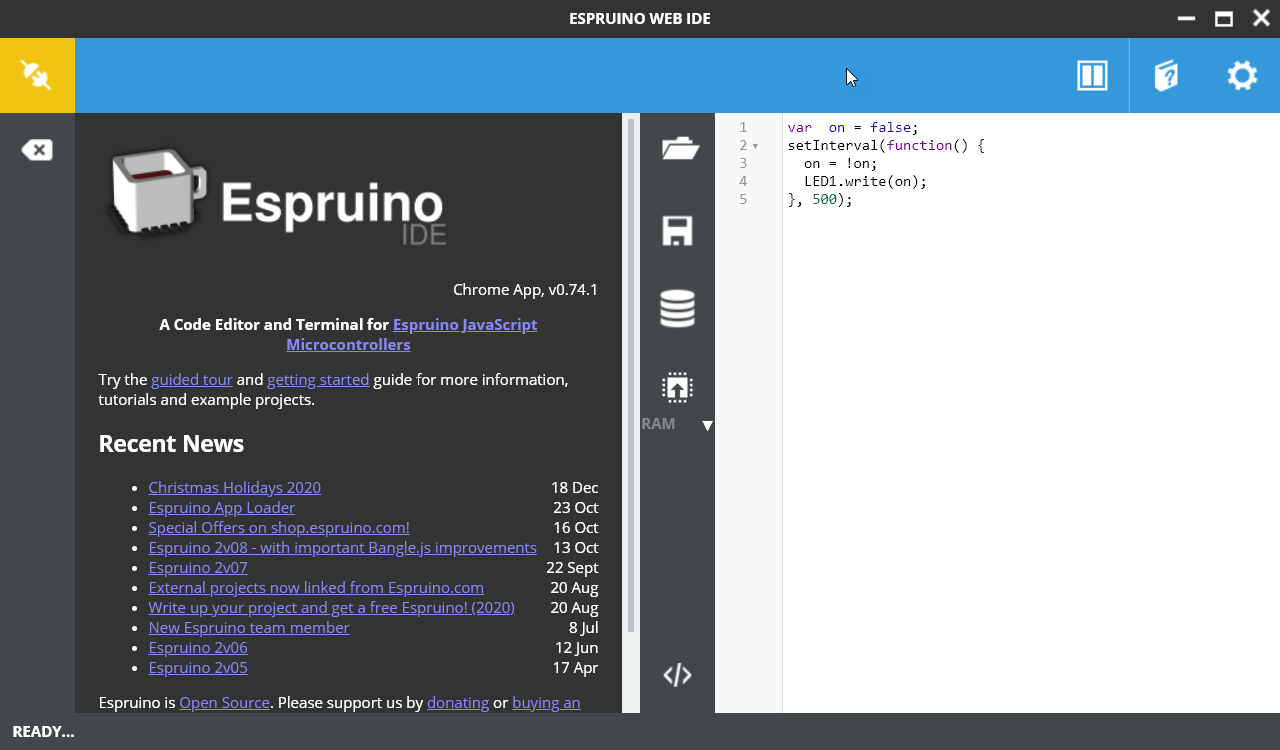 ESPRUINO WEB IDE
Espruino
IDE
Chrome App, v0.74.1
A Code Editor and Terminal for Espruino JavaScript
Microcontrollers
Try the guided tour and getting started guide for more information,
tutorials and example projects.
Recent News
Christmas Holidays 2020 18 Dec
Espruino App Loader 23 Oct
Special Offers on shop.espruino.com! 16 Oct
Espruino 2v08 - with important Bangle.js improvements 13 Oct
Espruino 2v07 22 Sept
External projects now linked from Espruino.com 20 Aug
Write up your project and get a free Espruino! (2020) 20 Aug
New Espruino team member 8 Jul
Espruino 2v06 12 Jun
Espruino 2v05 17 Apr
Espruino is Open Source. Please support us by donating or buying an
RAM
1 var  on = false;
2 setInterval(function() {
3   on = !on;
4   LED1.write(on);
5 }, 500);
READY...